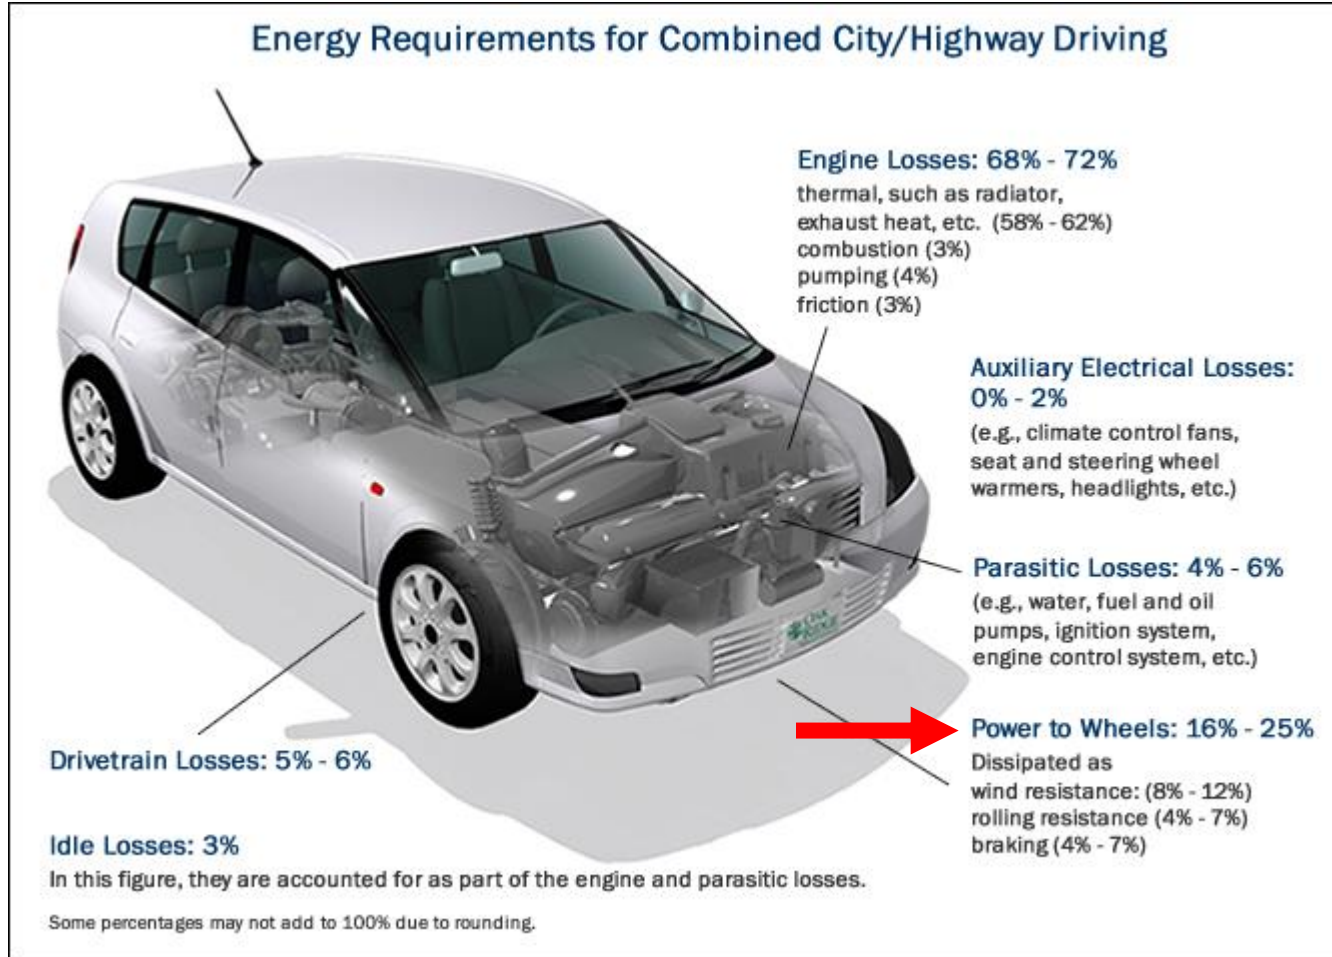 Energy Requirements for Combined City/Highway Driving
Engine Losses: 68% - 72%
thermal, such as radiator,
exhaust heat, etc. (58% - 62%)
combustion (3%)
pumping (4%)
friction (3%)
Auxiliary Electrical Losses:
0% - 2%
(e.g., climate control fans,
seat and steering wheel
warmers, headlights, etc.)
Parasitic Losses: 4% - 6%
(e.g., water, fuel and oil
pumps, ignition system,
engine control system, etc.)
OAK
RIDGE
Power to Wheels: 16% - 25%
Dissipated as
wind resistance: (8% - 12%)
rolling resistance (4% - 7%)
braking (4% - 7%)
Drivetrain Losses: 5% - 6%
Idle Losses: 3%
In this figure, they are accounted for as part of the engine and parasitic losses.
Some percentages may not add to 100% due to rounding.